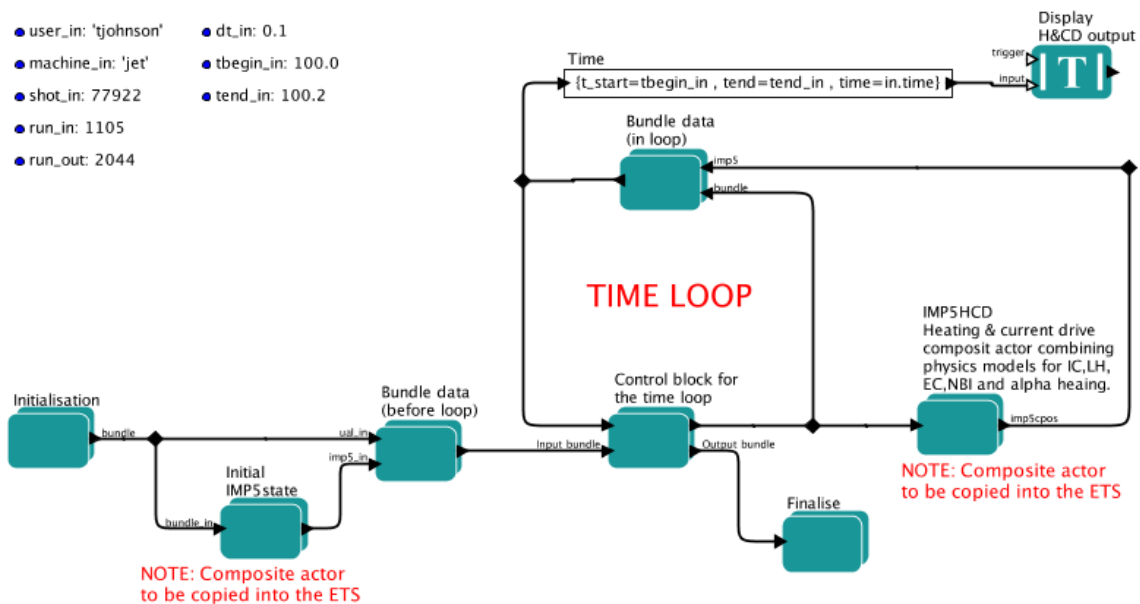 user_in: 'tjohnson'
dt_in: 0.1
machine_in: 'jet'
tbegin_in: 100.0
shot_in: 77922
tend_in: 100.2
run_in: 1105
run_out: 2044
Display
H&CD output
trigger
input
T
Time
{t_start=tbegin_in , tend=tend_in , time=in.time}
Bundle data
(in loop)
imp5
bundle
TIME LOOP
IMP5HCD
Heating & current drive
composit actor combining
physics models for IC,LH,
EC,NBI and alpha heaing.
imp5cpos
NOTE: Composite actor
to be copied into the ETS
Control block for
the time loop
Input bundle
Output bundle
Bundle data
(before loop)
ual_in
imp5_in
Initialisation
bundle
Initial
IMP5state
bundle_in
NOTE: Composite actor
to be copied into the ETS
Finalise